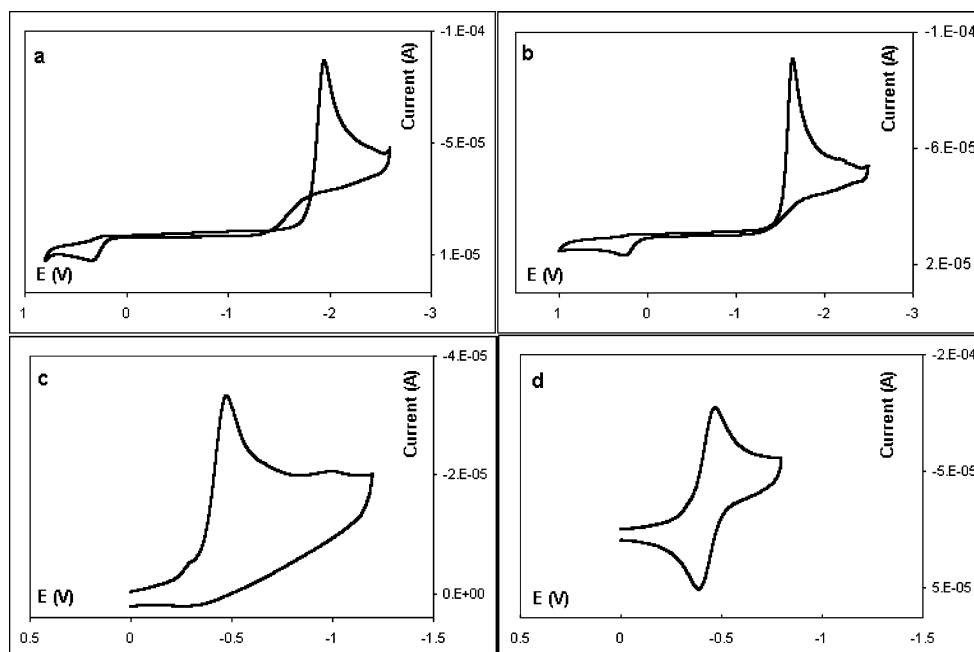 a
-1.E-04
Current (A)
-5.E-05
1.E-05
E (V)
1 0 -1 -2 -3
b
-1.E-04
Current (A)
-6.E-05
2.E-05
E (V)
1 0 -1 -2 -3
c
-4.E-05
Current (A)
-2.E-05
0.E+00
E (V)
0.5 0 -0.5 -1 -1.5
d
-2.E-04
Current (A)
-5.E-05
5.E-05
E (V)
0.5 0 -0.5 -1 -1.5